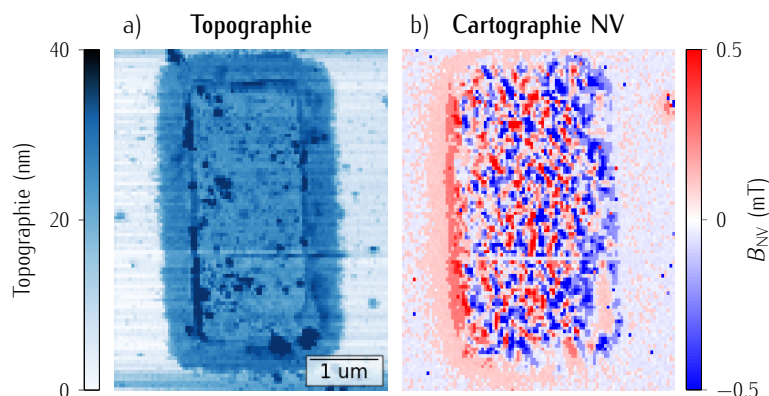 a) Topographie
b) Cartographie NV
40
20
0
Topographie (nm)
1 um
0.5
0
−0.5
B_NV (mT)